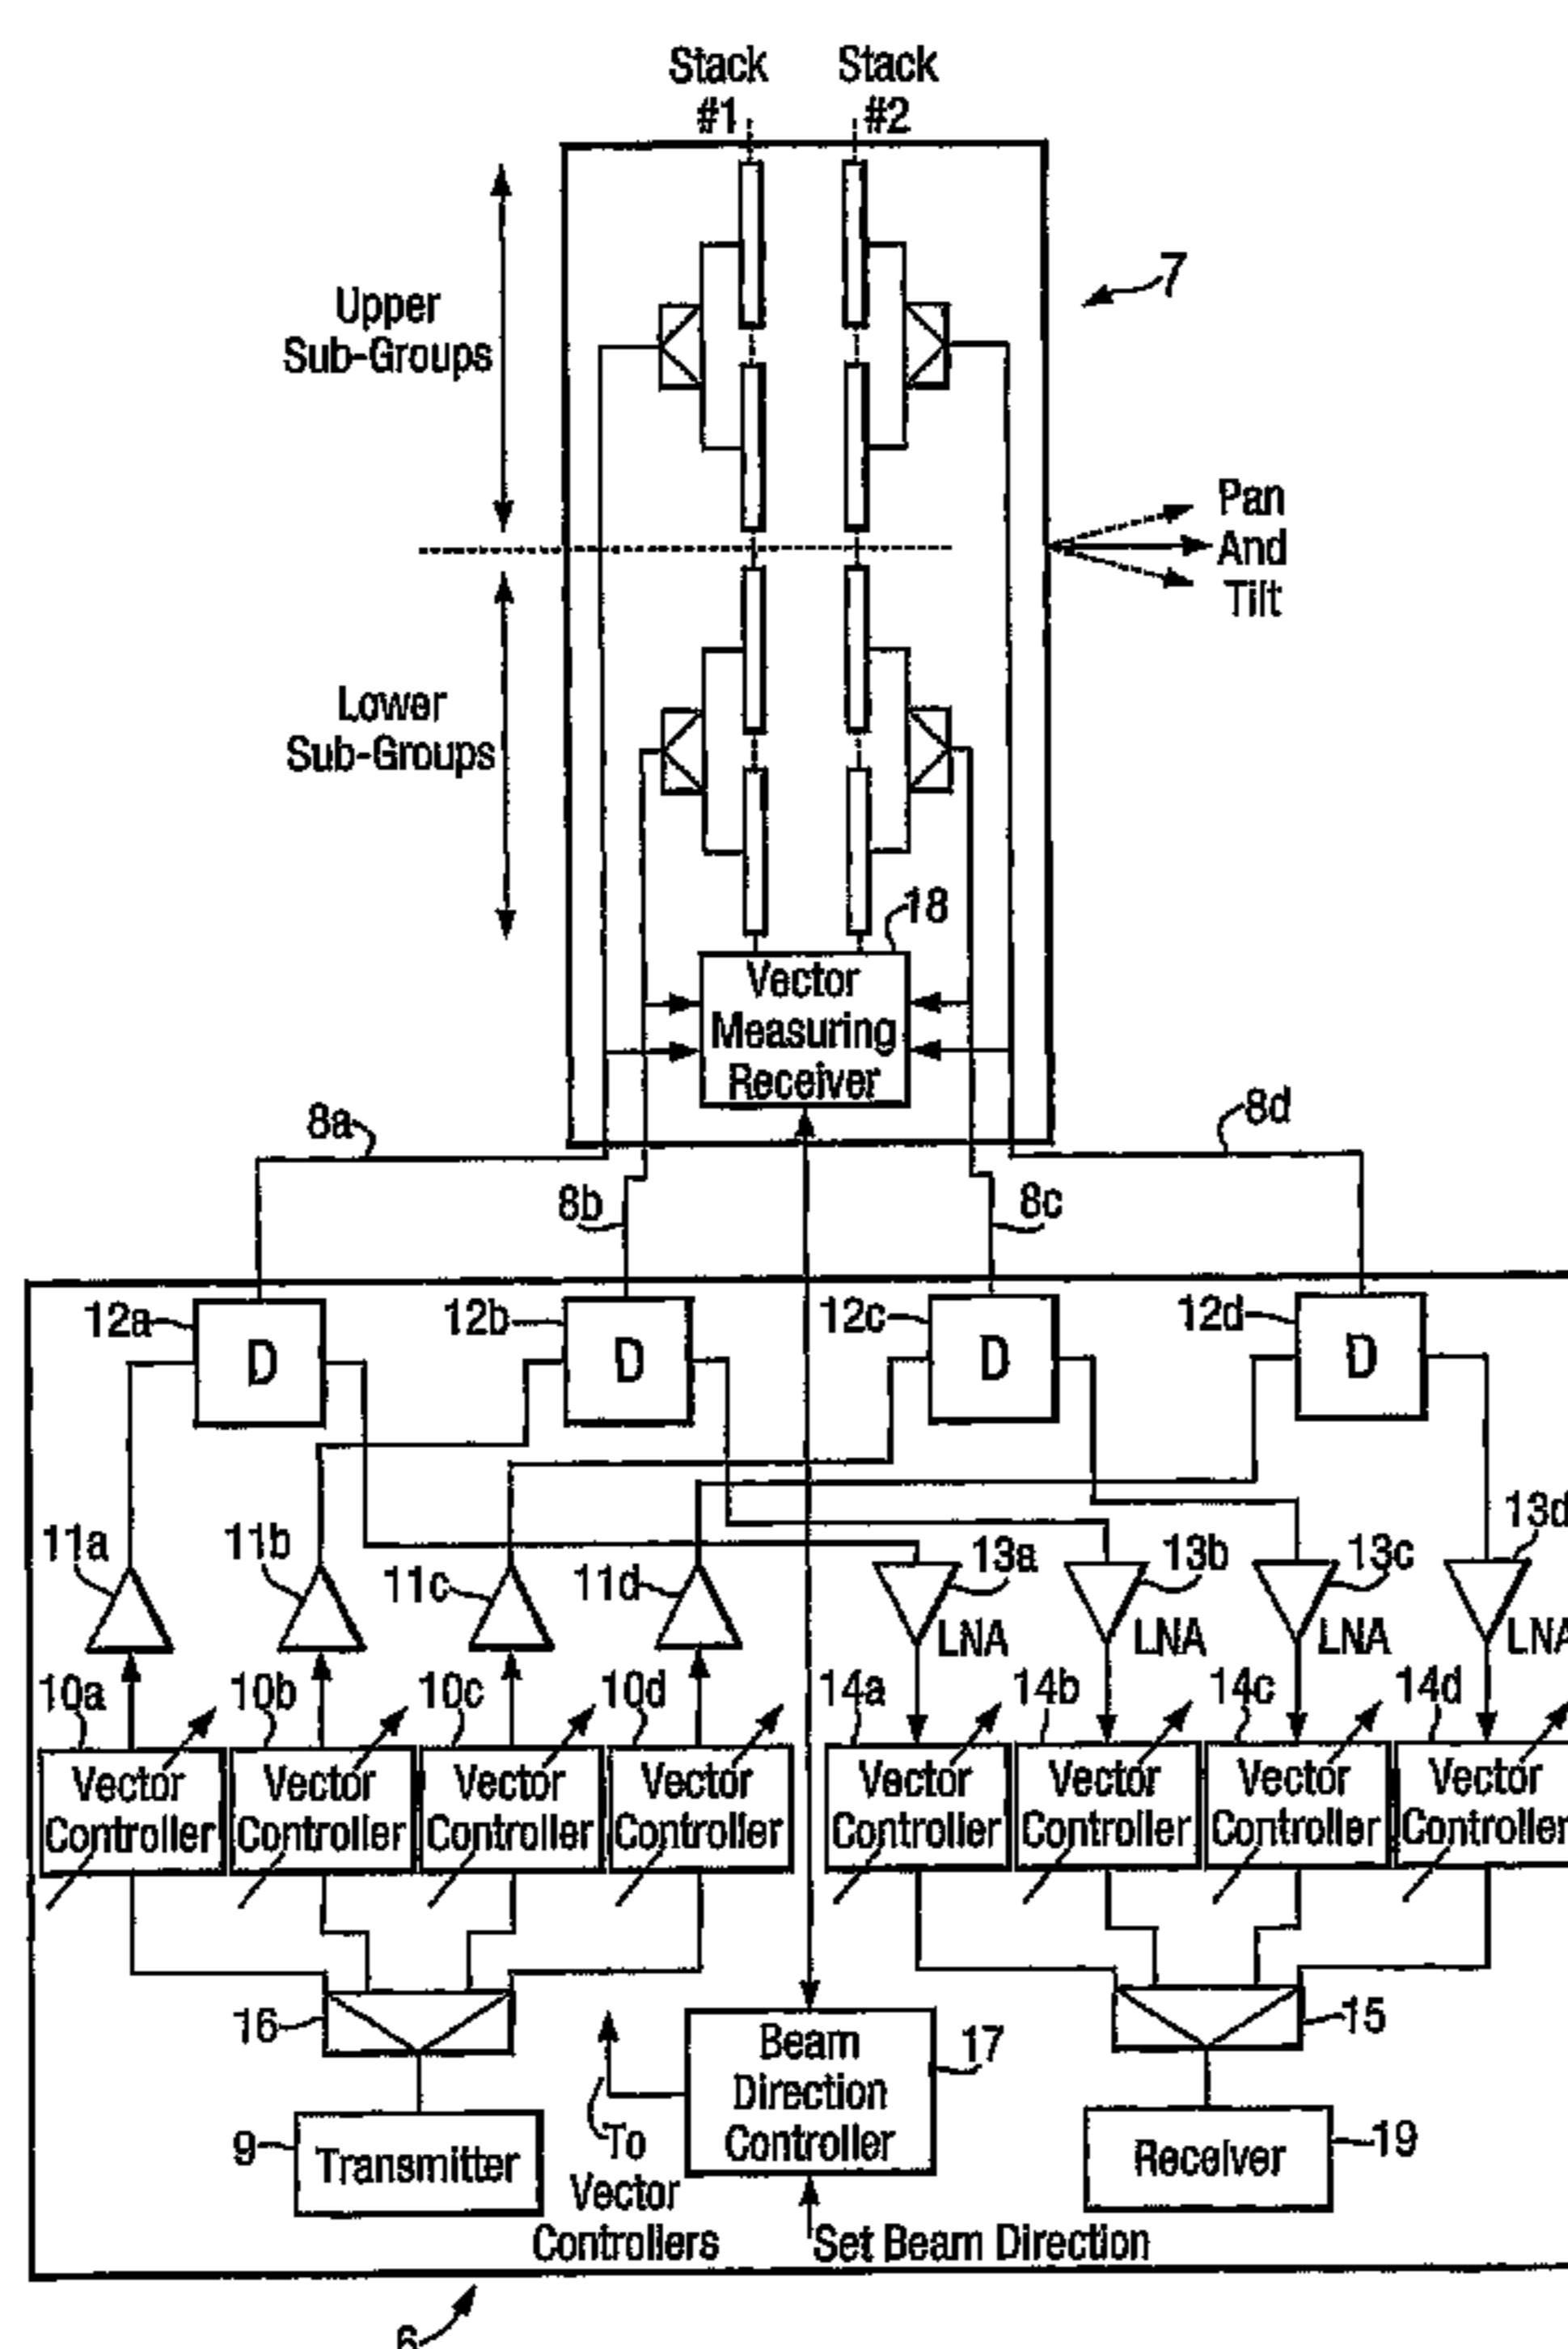 Stack #1
Stack #2
7
Upper
Sub-Groups
Pan
And
Tilt
Lower
Sub-Groups
18
Vector
Measuring
Receiver
8a
8d
8b
8c
12a
D
12b
D
12c
D
12d
D
11a
11b
11c
11d
13a
13b
13c
13d
LNA
LNA
LNA
LNA
10a
10b
10c
10d
14a
14b
14c
14d
Vector
Controller
Vector
Controller
Vector
Controller
Vector
Controller
Vector
Controller
Vector
Controller
Vector
Controller
Vector
Controller
16
Beam
Direction
Controller
17
15
9
Transmitter
To
Vector
Controllers
Receiver
19
Set Beam Direction
6